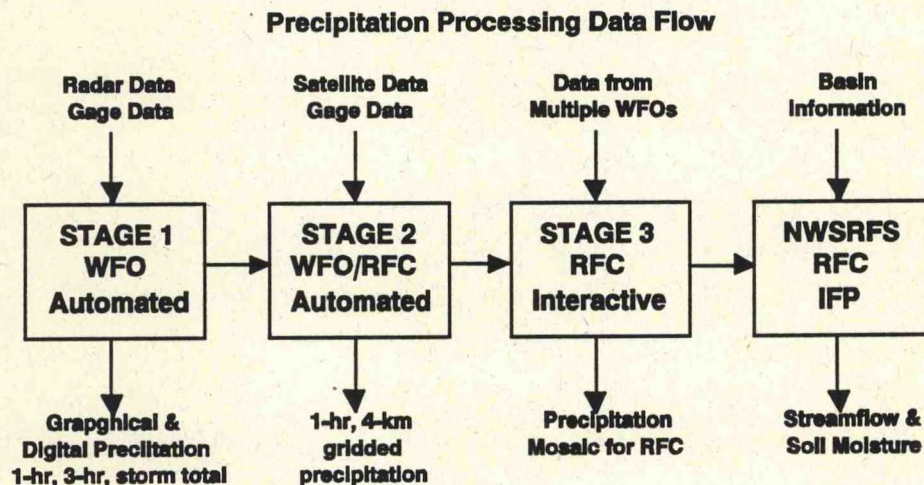 Precipitation Processing Data Flow
Radar Data
Gage Data
Satellite Data
Gage Data
Data from
Multiple WFOs
Basin
Information
STAGE 1
WFO
Automated
STAGE 2
WFO/RFC
Automated
STAGE 3
RFC
Interactive
NWSRFS
RFC
IFP
Grapghical &
Digital Precliitation
1-hr, 3-hr, storm total
1-hr, 4-km
gridded
precipitation
Precipitation
Mosaic for RFC
Streamflow &
Soil Moisture